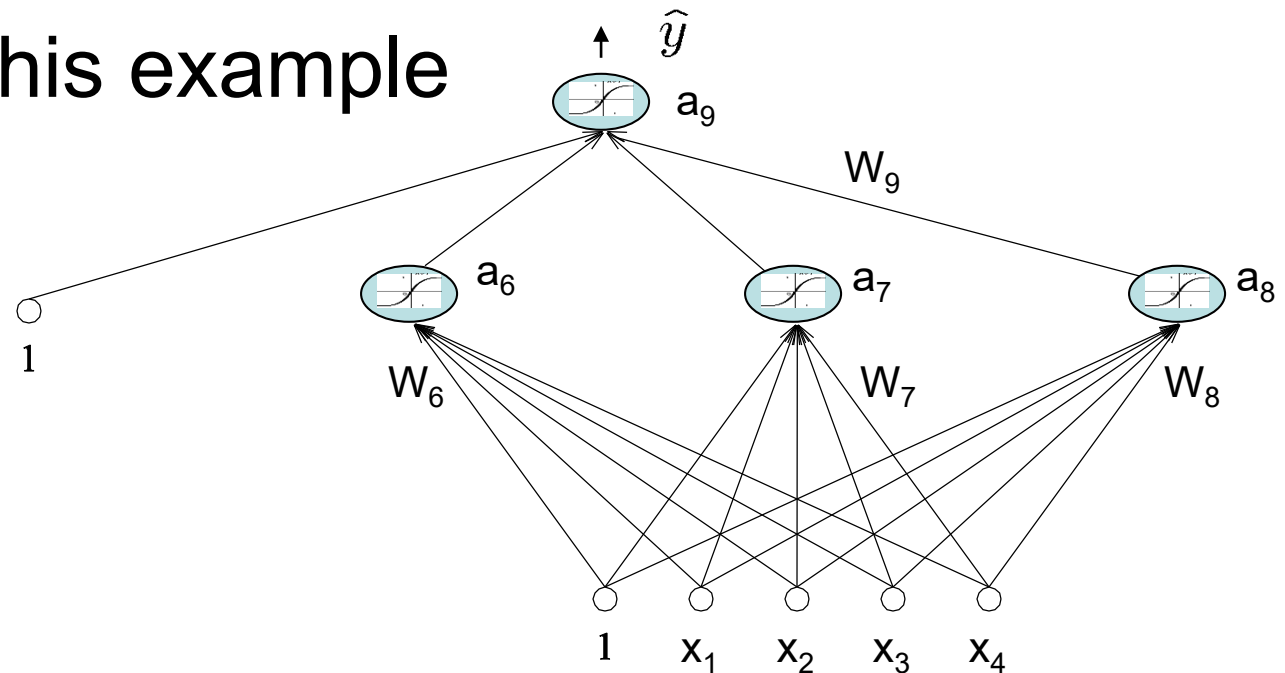 ŷ
his example
a₉
W₉
a₆ a₇ a₈
1
W₆ W₇ W₈
1 x₁ x₂ x₃ x₄